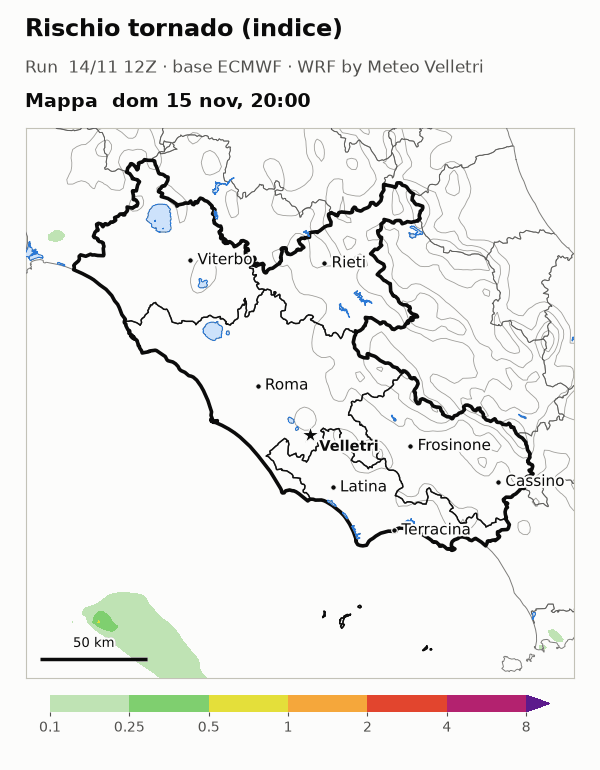 Rischio tornado (indice)
Run  14/11 12Z · base ECMWF · WRF by Meteo Velletri
Mappa  dom 15 nov, 20:00
Viterbo
Rieti
Roma
Velletri
Frosinone
Latina
Cassino
Terracina
50 km
0.1 0.25 0.5 1 2 4 8